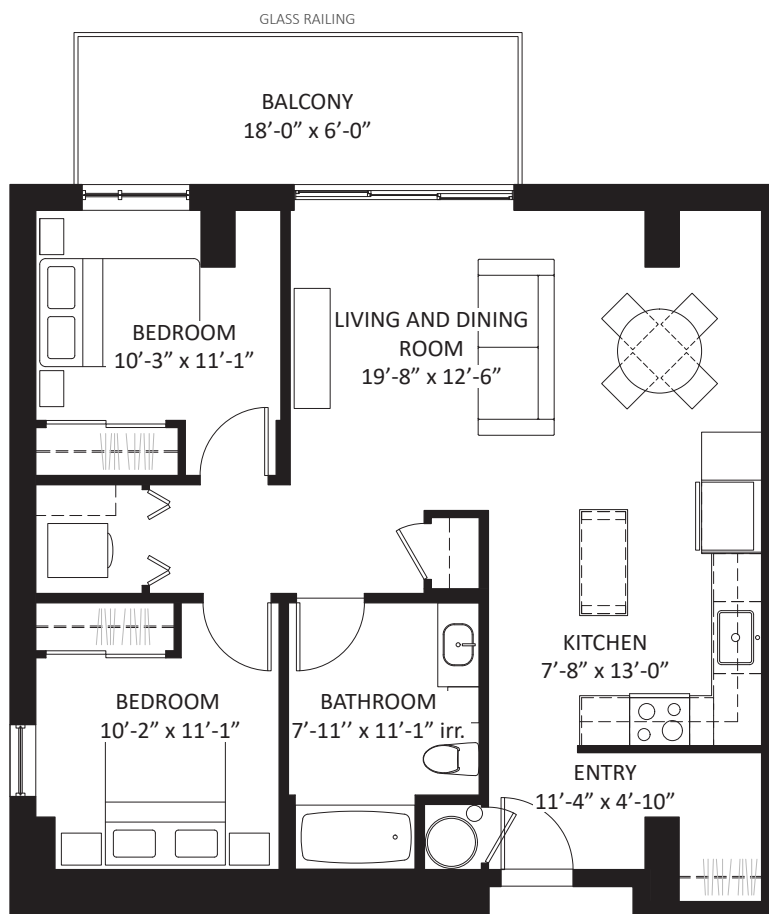 GLASS RAILING
BALCONY
18’-0” x 6’-0”
BEDROOM
10’-3” x 11’-1”
LIVING AND DINING
ROOM
19’-8” x 12’-6”
KITCHEN
7’-8” x 13’-0”
BEDROOM
10’-2” x 11’-1”
BATHROOM
7’-11’’ x 11’-1” irr.
ENTRY
11’-4” x 4’-10”